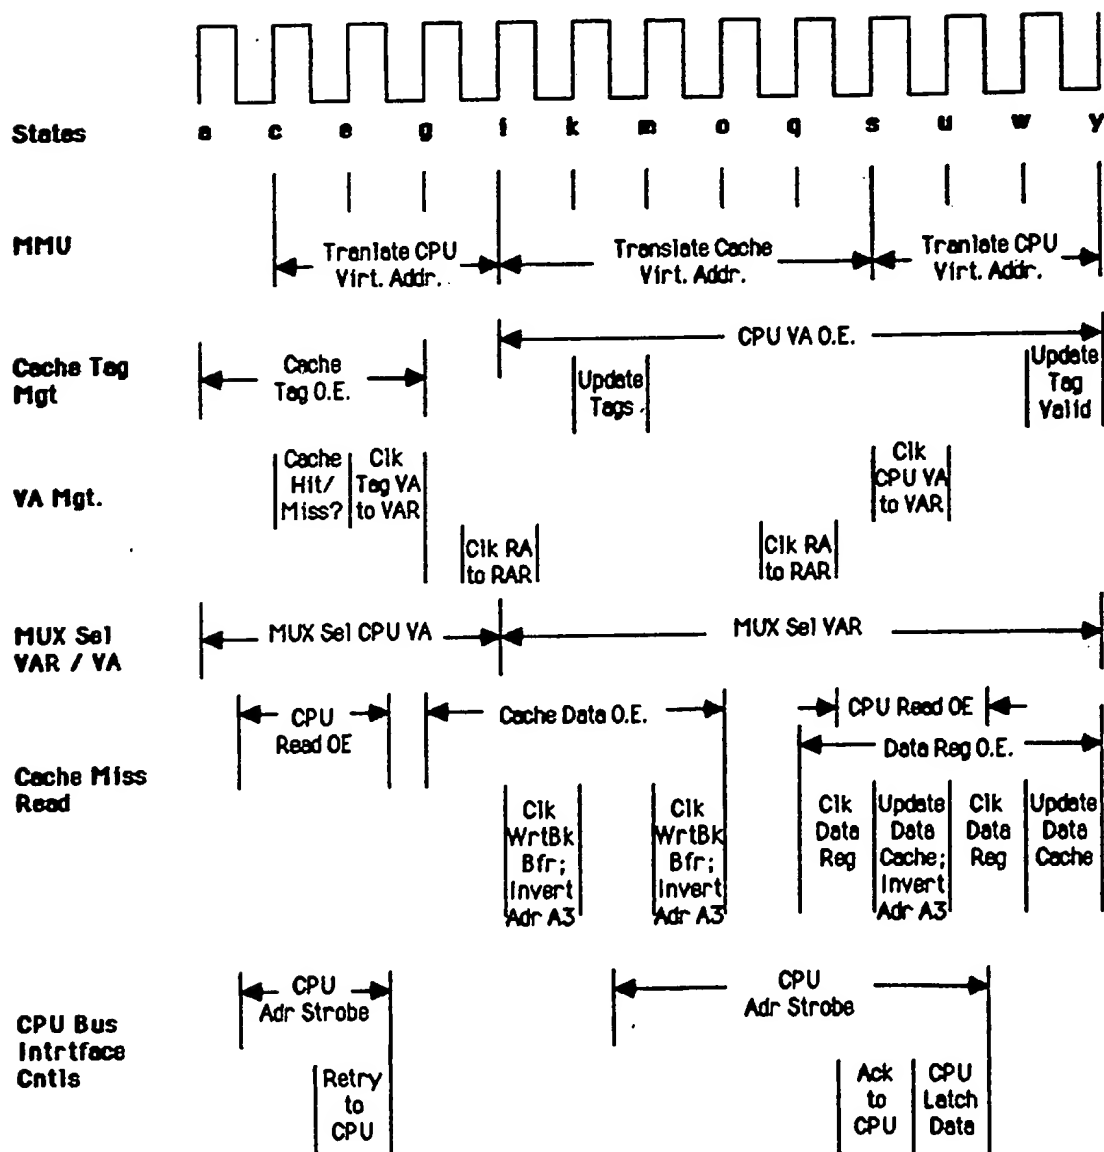 States a c e g i k m o q s u w y
MMU
Tranlate CPU
Virt. Addr.
Translate Cache
Virt. Addr.
Tranlate CPU
Virt. Addr.
Cache Tag
Mgt
Cache
Tag O.E.
CPU VA O.E.
Update
Tags
Update
Tag
Valid
VA Mgt.
Cache
Hit/
Miss?
Clk
Tag VA
to VAR
Clk
CPU VA
to VAR
Clk RA
to RAR
Clk RA
to RAR
MUX Sel
VAR / VA
MUX Sel CPU VA
MUX Sel VAR
Cache Miss
Read
CPU
Read OE
Cache Data O.E.
CPU Read OE
Data Reg O.E.
Clk
WrtBk
Bfr;
Invert
Adr A3
Clk
WrtBk
Bfr;
Invert
Adr A3
Clk
Data
Reg
Update
Data
Cache;
Invert
Adr A3
Clk
Data
Reg
Update
Data
Cache
CPU Bus
Intrtface
Cntls
CPU
Adr Strobe
CPU
Adr Strobe
Retry
to
CPU
Ack
to
CPU
CPU
Latch
Data